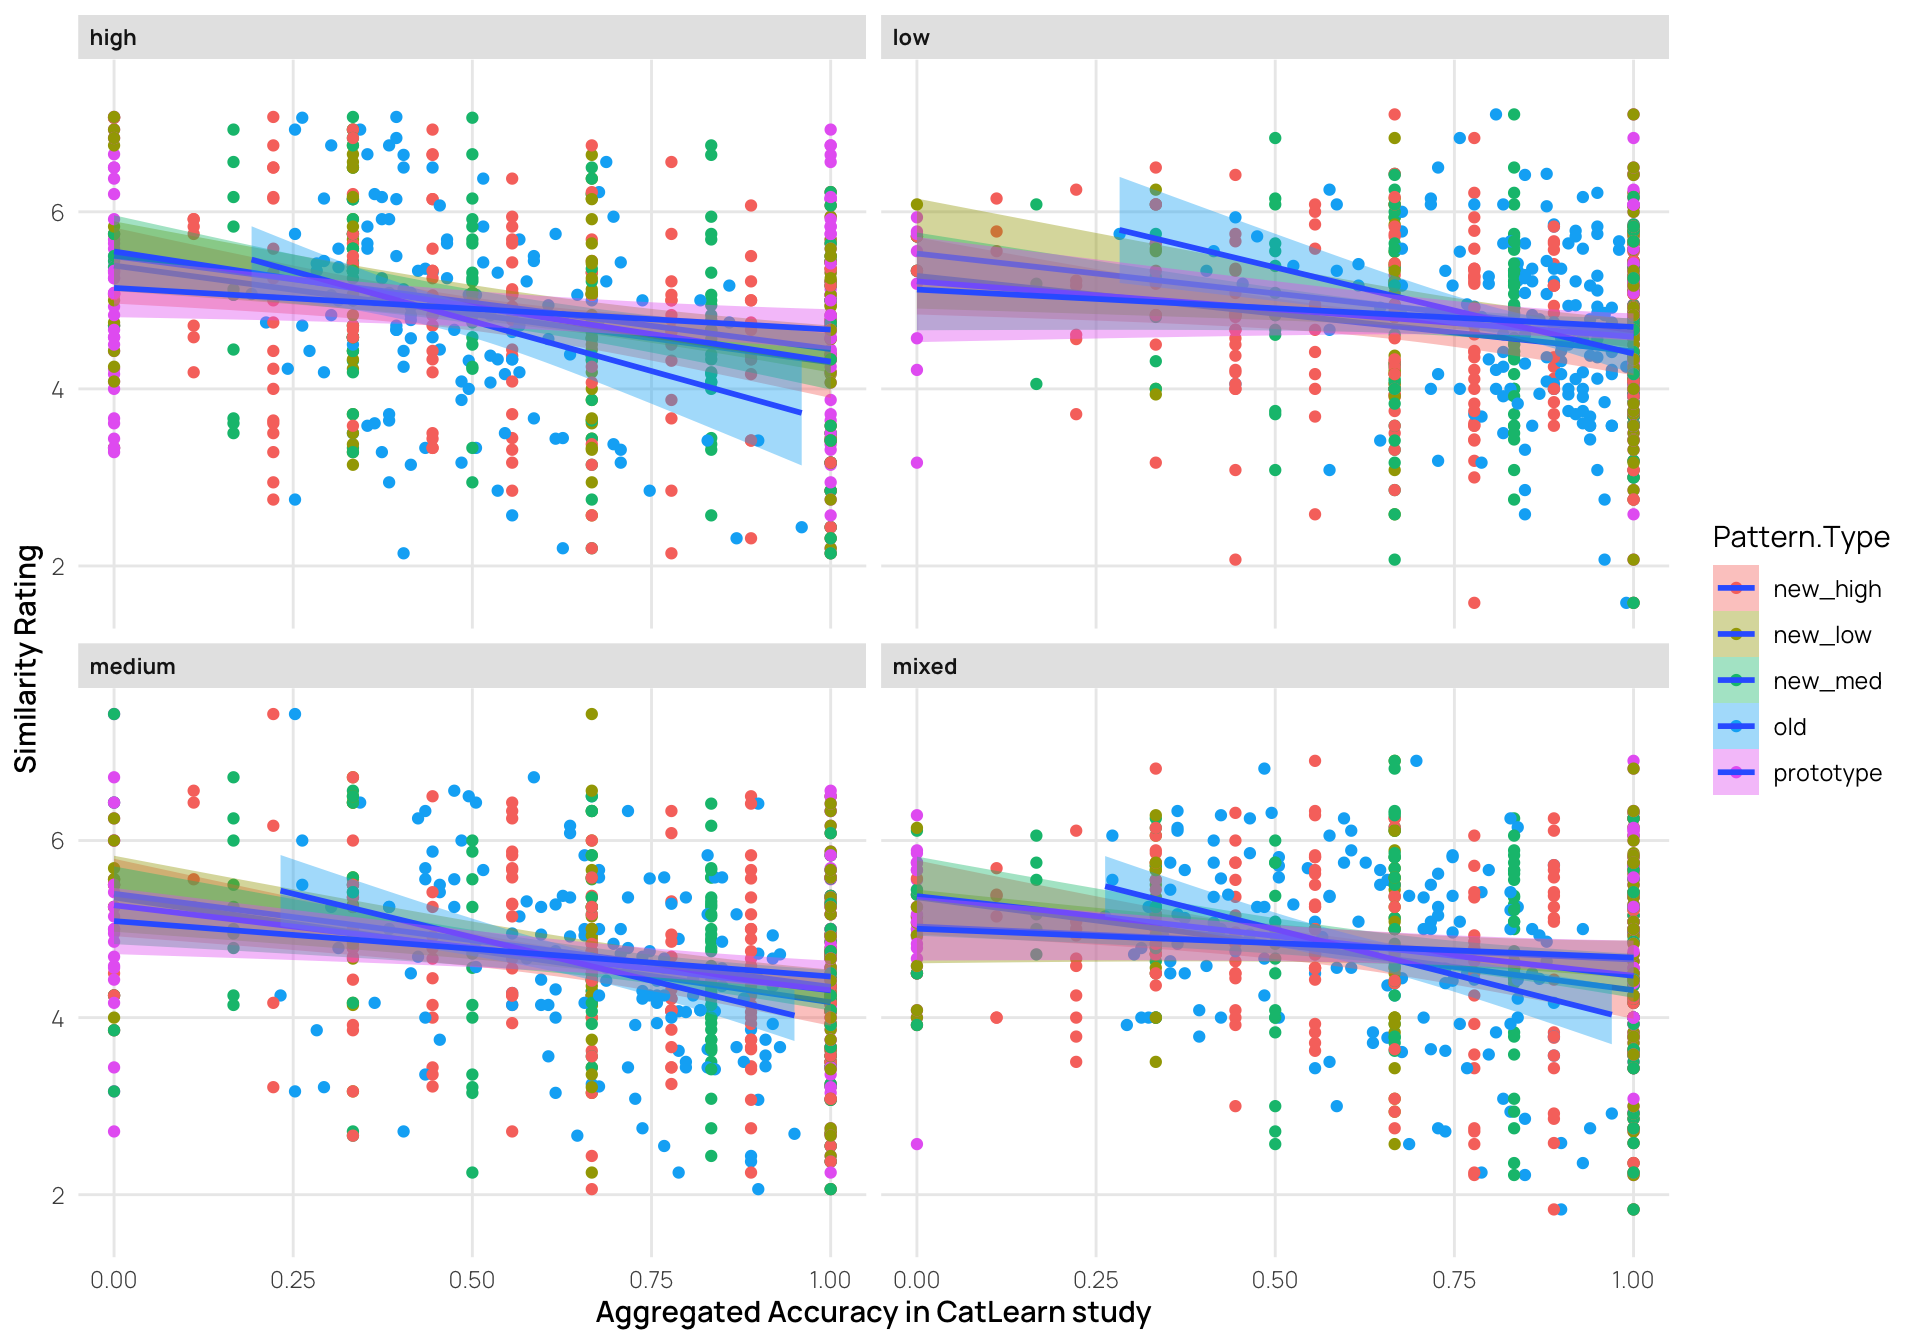 high
low
6
4
2
medium
mixed
6
4
2
0.00 0.25 0.50 0.75 1.00 0.00 0.25 0.50 0.75 1.00
Aggregated Accuracy in CatLearn study
Similarity Rating
Pattern.Type
new_high
new_low
new_med
old
prototype